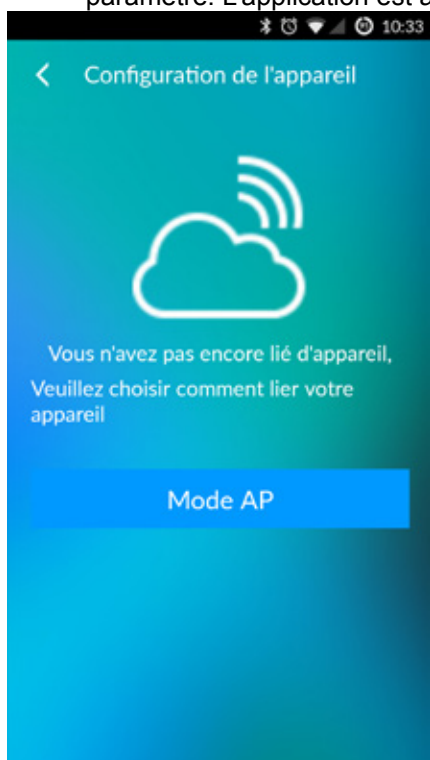 paramètre. L'application est
10:33
Configuration de l'appareil
Vous n'avez pas encore lié d'appareil,
Veuillez choisir comment lier votre
appareil
Mode AP